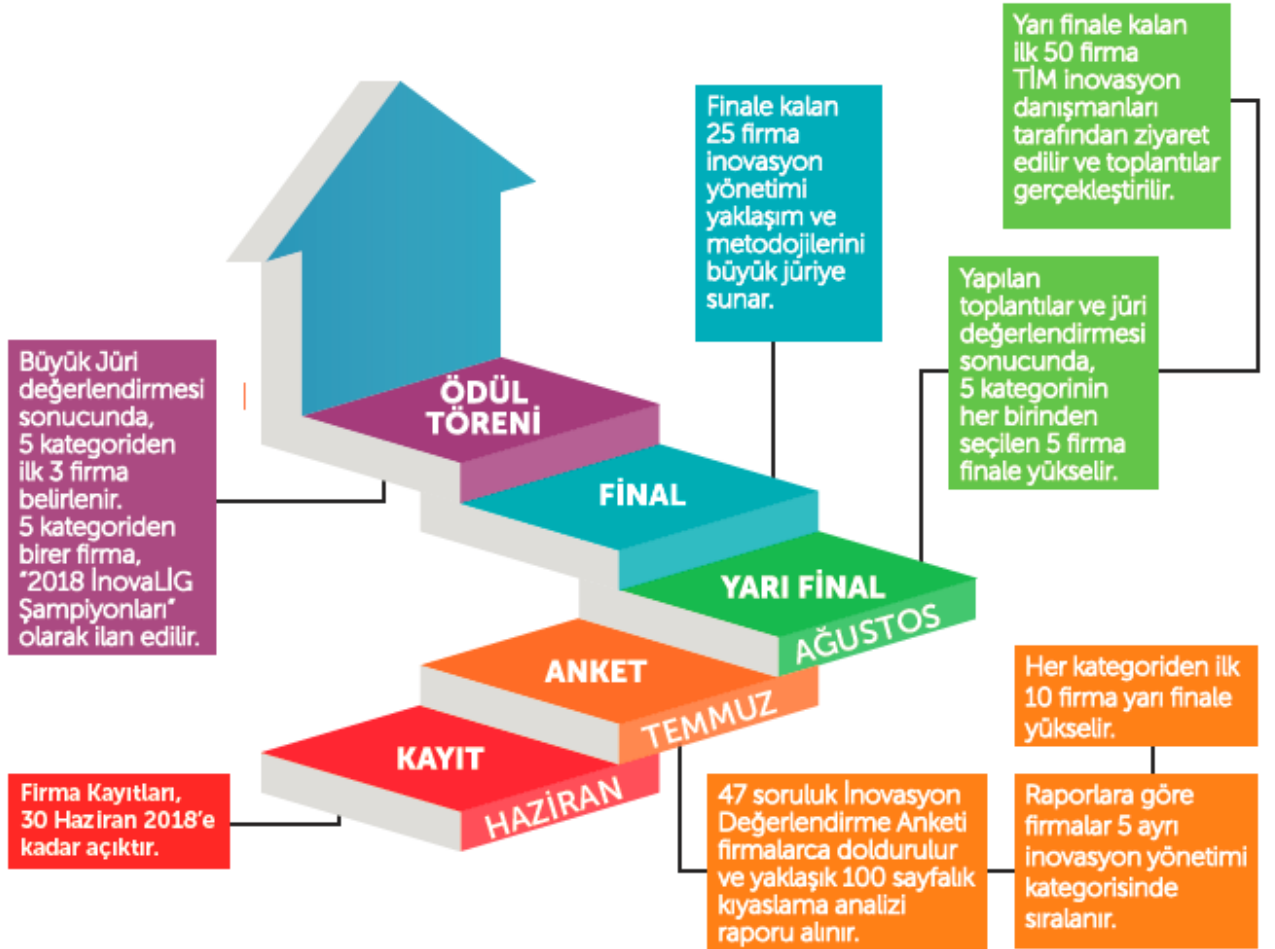 Yarı finale kalan
ilk 50 firma
TİM inovasyon
danışmanları
tarafından ziyaret
edilir ve toplantılar
gerçekleştirilir.
Finale kalan
25 firma
inovasyon
yönetimi
yaklaşım ve
metodojilerini
büyük jüriye
sunar.
Yapılan
toplantılar ve jüri
değerlendirmesi
sonucunda,
5 kategorinin
her birinden
seçilen 5 firma
finale yükselir.
Büyük Jüri
değerlendirmesi
sonucunda,
5 kategoriden
ilk 3 firma
belirlenir.
5 kategoriden
birer firma,
"2018 İnovaLİG
Şampiyonları"
olarak ilan edilir.
ÖDÜL
TÖRENİ
FİNAL
YARI FİNAL
AĞUSTOS
ANKET
TEMMUZ
KAYIT
HAZİRAN
Firma Kayıtları,
30 Haziran 2018'e
kadar açıktır.
47 soruluk İnovasyon
Değerlendirme Anketi
firmalarca doldurulur
ve yaklaşık 100 sayfalık
kıyaslama analizi
raporu alınır.
Raporlara göre
firmalar 5 ayrı
inovasyon yönetimi
kategorisinde
sıralanır.
Her kategoriden ilk
10 firma yarı finale
yükselir.